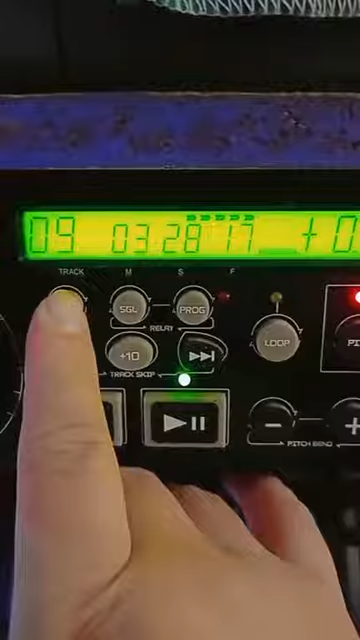 09 03 28 17 +0
TRACK M S F
SGL PROG
RELAY
LOOP
+10
TRACK SKIP
PITCH BEND